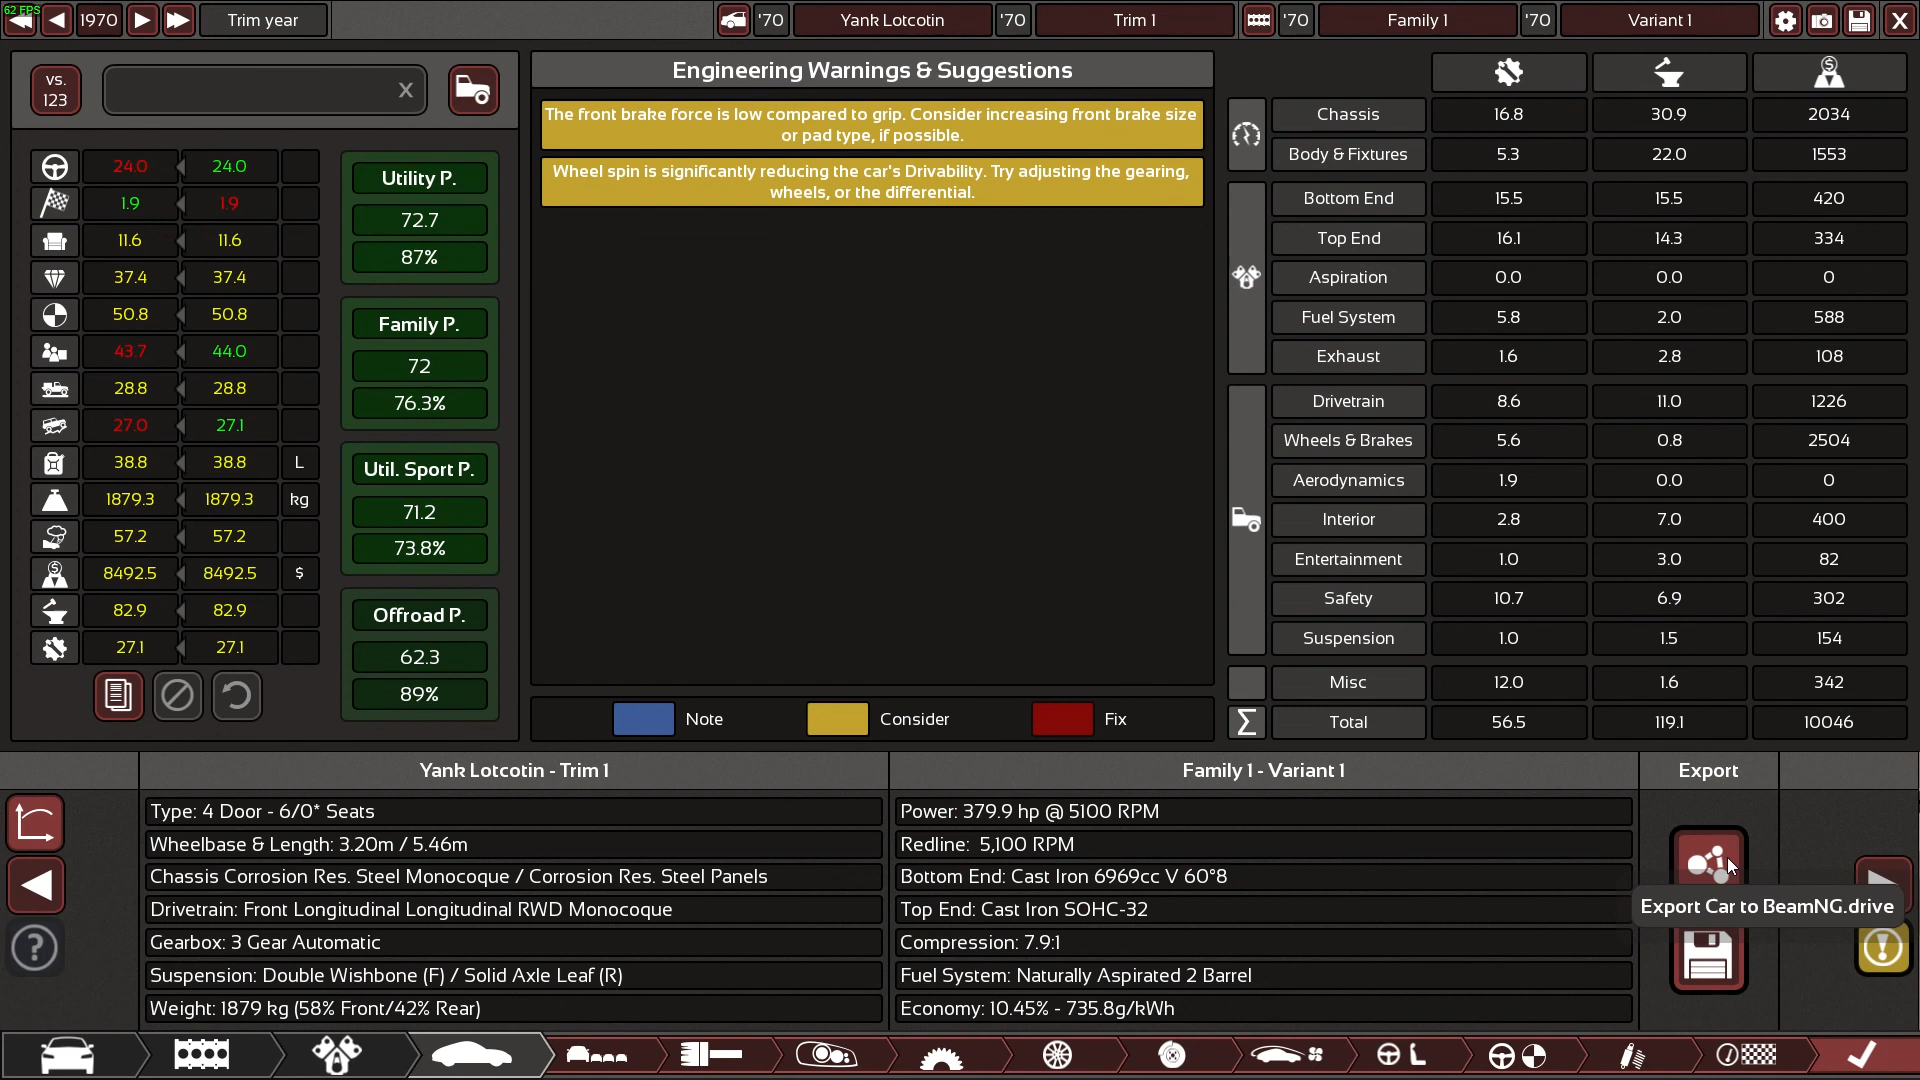 62 FPS
1970
Trim year
'70
Yank Lotcotin
'70
Trim 1
'70
Family 1
'70
Variant 1
X
vs.
123
X
24.0 24.0
1.9 1.9
11.6 11.6
37.4 37.4
50.8 50.8
43.7 44.0
28.8 28.8
27.0 27.1
38.8 38.8 L
1879.3 1879.3 kg
57.2 57.2
8492.5 8492.5 $
82.9 82.9
27.1 27.1
Utility P.
72.7
87%
Family P.
72
76.3%
Util. Sport P.
71.2
73.8%
Offroad P.
62.3
89%
Engineering Warnings & Suggestions
The front brake force is low compared to grip. Consider increasing front brake size
or pad type, if possible.
Wheel spin is significantly reducing the car's Drivability. Try adjusting the gearing,
wheels, or the differential.
Note
Consider
Fix
Chassis 16.8 30.9 2034
Body & Fixtures 5.3 22.0 1553
Bottom End 15.5 15.5 420
Top End 16.1 14.3 334
Aspiration 0.0 0.0 0
Fuel System 5.8 2.0 588
Exhaust 1.6 2.8 108
Drivetrain 8.6 11.0 1226
Wheels & Brakes 5.6 0.8 2504
Aerodynamics 1.9 0.0 0
Interior 2.8 7.0 400
Entertainment 1.0 3.0 82
Safety 10.7 6.9 302
Suspension 1.0 1.5 154
Misc 12.0 1.6 342
Σ Total 56.5 119.1 10046
Yank Lotcotin - Trim 1
Type: 4 Door - 6/0* Seats
Wheelbase & Length: 3.20m / 5.46m
Chassis Corrosion Res. Steel Monocoque / Corrosion Res. Steel Panels
Drivetrain: Front Longitudinal Longitudinal RWD Monocoque
Gearbox: 3 Gear Automatic
Suspension: Double Wishbone (F) / Solid Axle Leaf (R)
Weight: 1879 kg (58% Front/42% Rear)
Family 1 - Variant 1
Power: 379.9 hp @ 5100 RPM
Redline: 5,100 RPM
Bottom End: Cast Iron 6969cc V 60°8
Top End: Cast Iron SOHC-32
Compression: 7.9:1
Fuel System: Naturally Aspirated 2 Barrel
Economy: 10.45% - 735.8g/kWh
Export
Export Car to BeamNG.drive
?